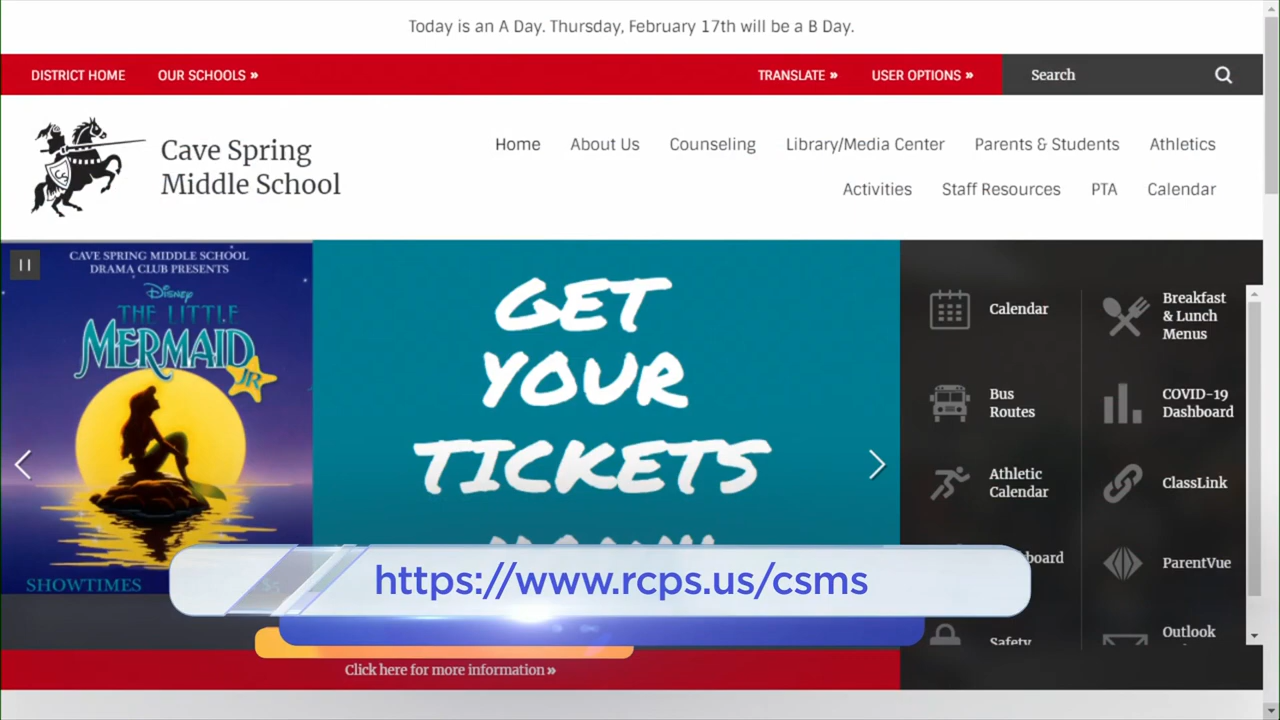 Today is an A Day. Thursday, February 17th will be a B Day.
DISTRICT HOME OUR SCHOOLS » TRANSLATE » USER OPTIONS » Search
Cave Spring
Middle School
Home About Us Counseling Library/Media Center Parents & Students Athletics
Activities Staff Resources PTA Calendar
CAVE SPRING MIDDLE SCHOOL
DRAMA CLUB PRESENTS
Disney
THE LITTLE
MERMAID
JR
SHOWTIMES
GET
YOUR
TICKETS
Calendar
Breakfast
& Lunch
Menus
Bus
Routes
COVID-19
Dashboard
Athletic
Calendar
ClassLink
ParentVue
Safety
Outlook
https://www.rcps.us/csms
Click here for more information »